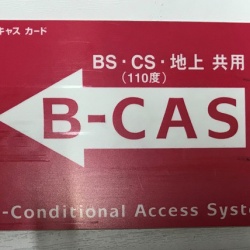 キャス カード
BS・CS・地上 共用
(110度)
B-CAS
-Conditional Access Syste